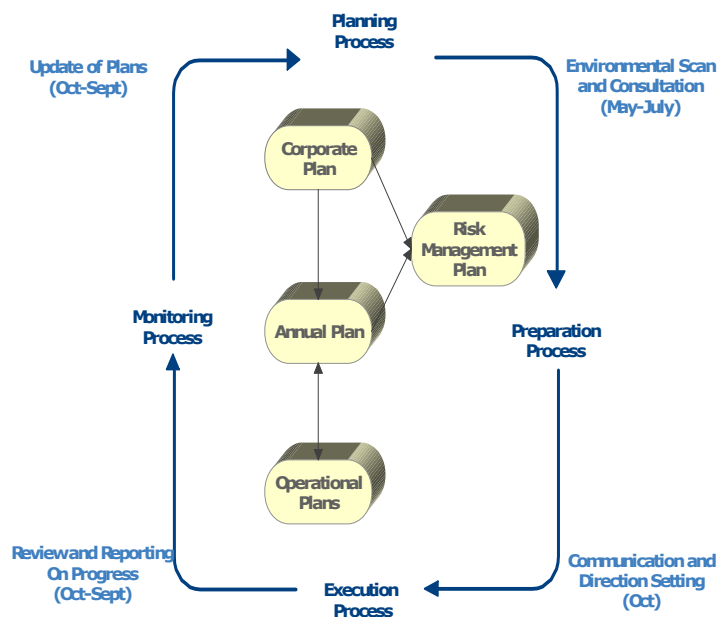 Planning
Process
Update of Plans
(Oct-Sept)
Environmental Scan
and Consultation
(May-July)
Corporate
Plan
Risk
Management
Plan
Monitoring
Process
Annual Plan
Preparation
Process
Operational
Plans
Review and Reporting
On Progress
(Oct-Sept)
Communication and
Direction Setting
(Oct)
Execution
Process